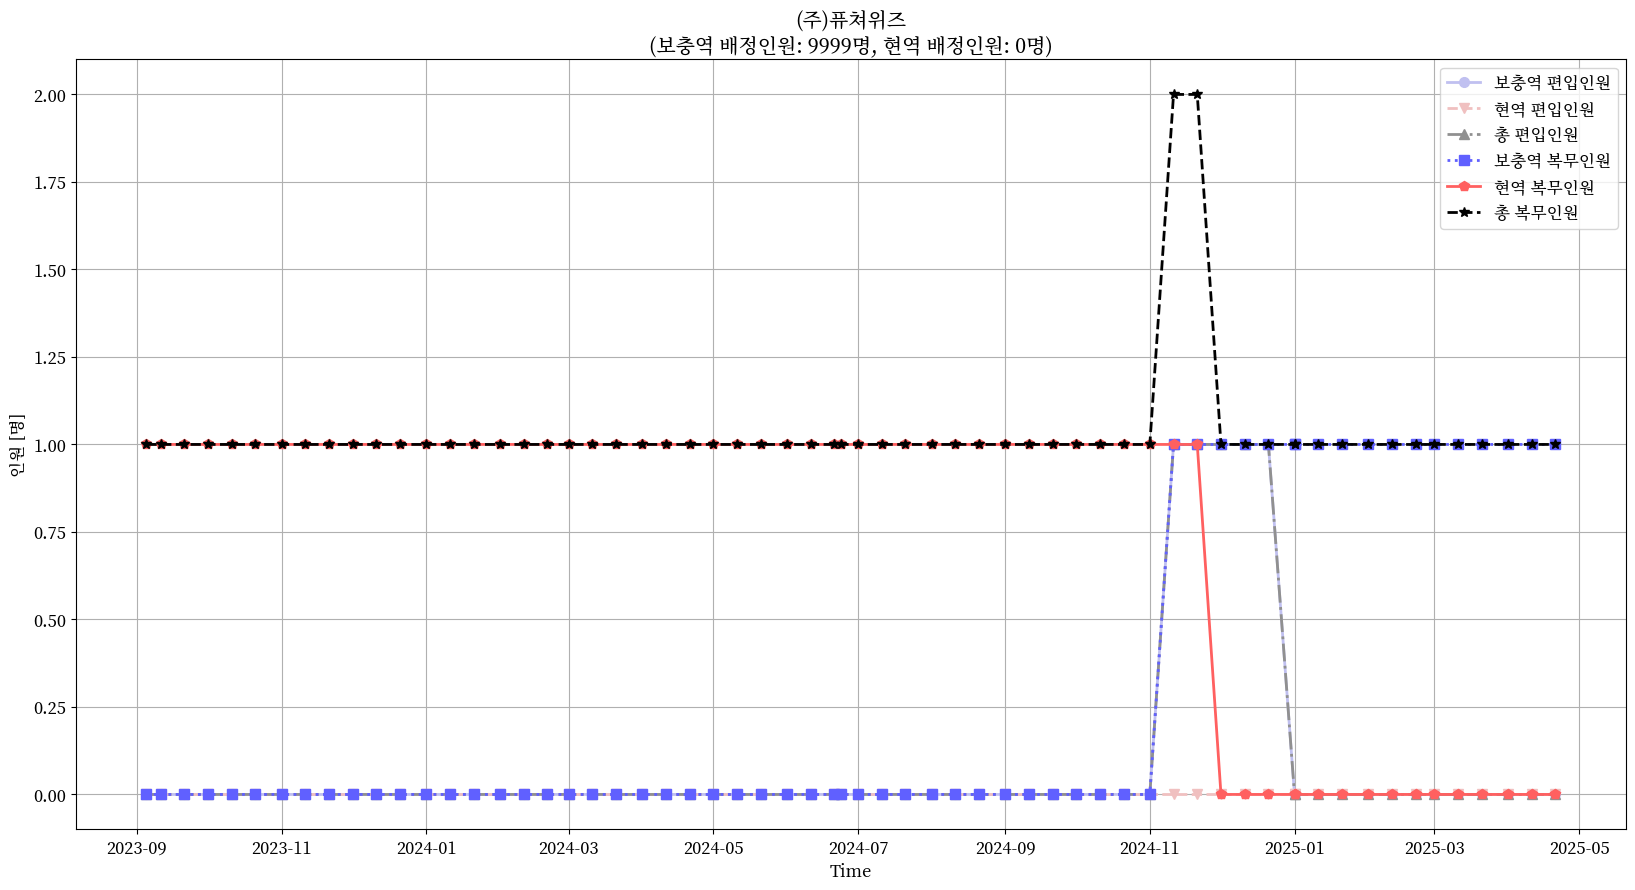 (주)퓨쳐위즈
(보충역 배정인원: 9999명, 현역 배정인원: 0명)
보충역 편입인원
현역 편입인원
총 편입인원
보충역 복무인원
현역 복무인원
총 복무인원
인원 [명]
2.00
1.75
1.50
1.25
1.00
0.75
0.50
0.25
0.00
2023-09 2023-11 2024-01 2024-03 2024-05 2024-07 2024-09 2024-11 2025-01 2025-03 2025-05
Time